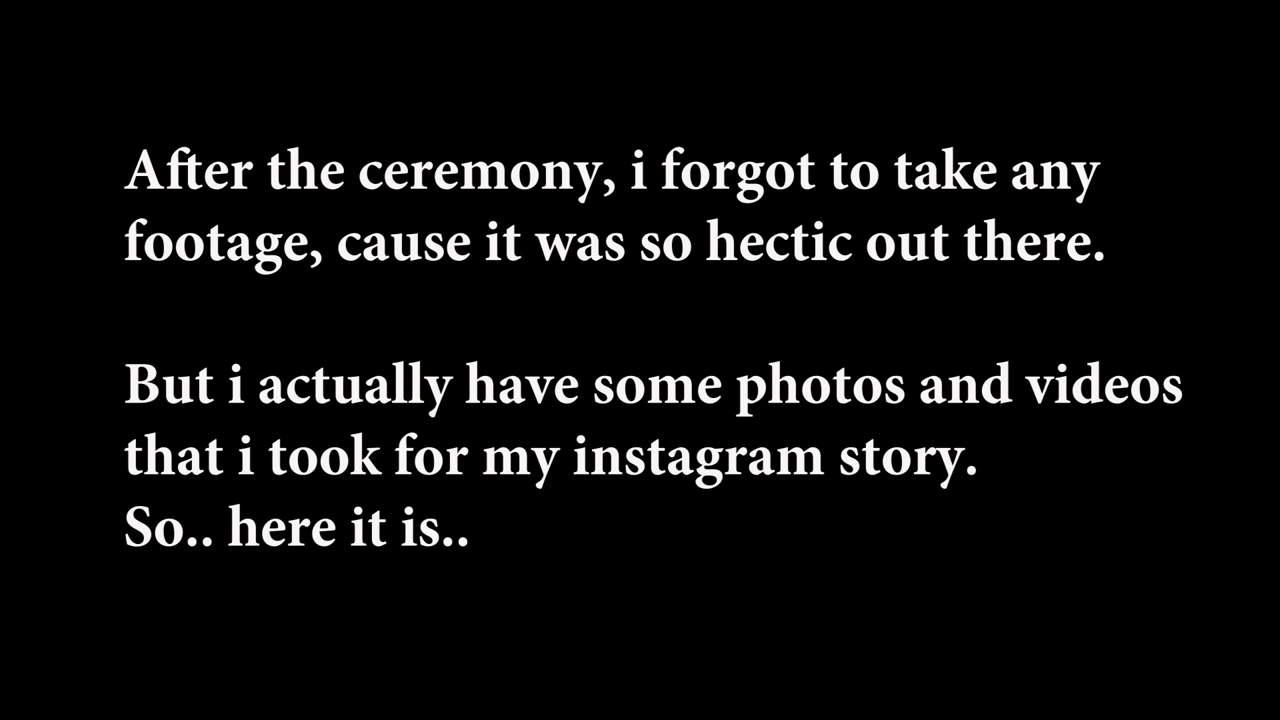 After the ceremony, i forgot to take any
footage, cause it was so hectic out there.
But i actually have some photos and videos
that i took for my instagram story.
So.. here it is..